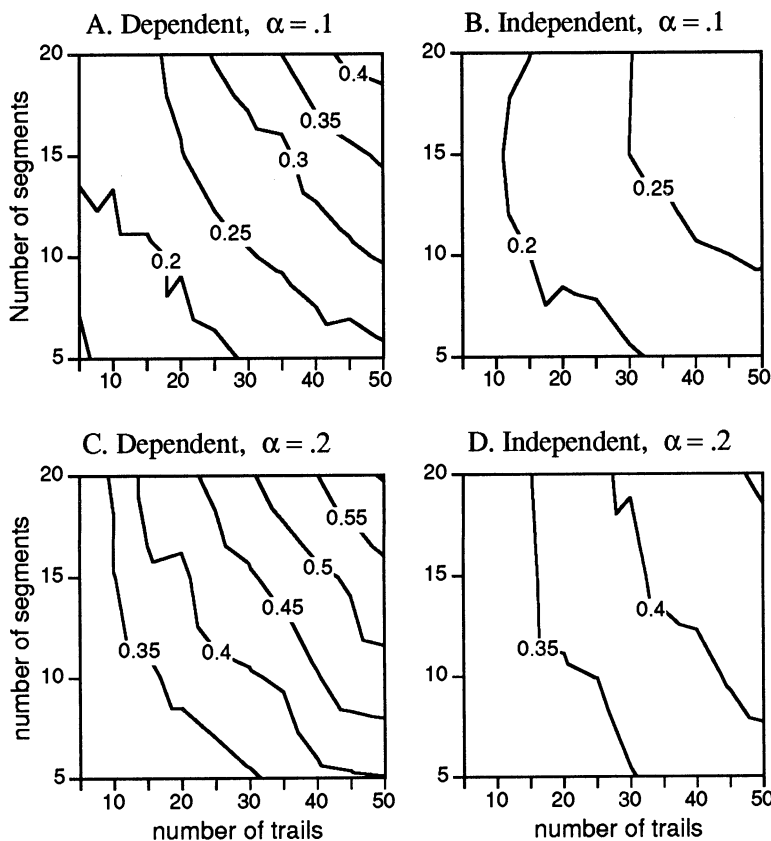 A. Dependent, α = .1
B. Independent, α = .1
Number of segments
20
15
10
5
0.4
0.35
0.3
0.25
0.2
10 20 30 40 50
20
15
10
5
0.25
0.2
10 20 30 40 50
C. Dependent, α = .2
D. Independent, α = .2
number of segments
20
15
10
5
0.55
0.5
0.45
0.4
0.35
10 20 30 40 50
number of trails
20
15
10
5
0.4
0.35
10 20 30 40 50
number of trails